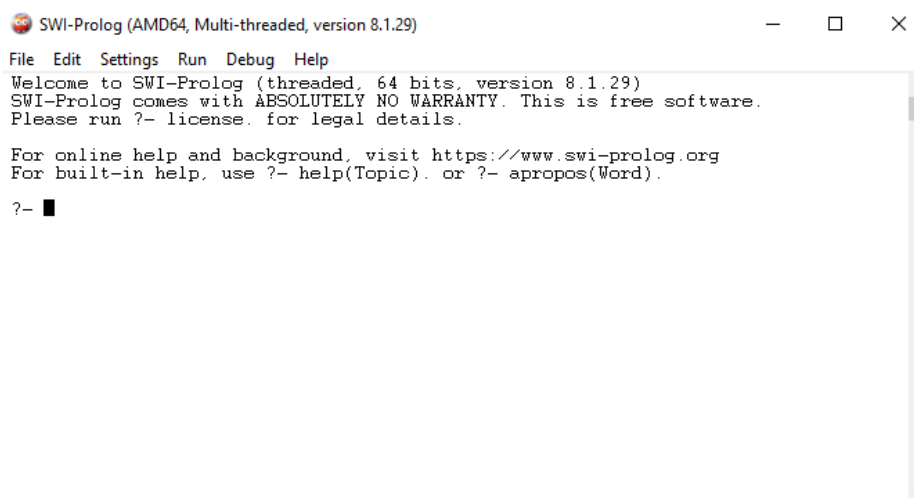 SWI-Prolog (AMD64, Multi-threaded, version 8.1.29)
File Edit Settings Run Debug Help
Welcome to SWI-Prolog (threaded, 64 bits, version 8.1.29)
SWI-Prolog comes with ABSOLUTELY NO WARRANTY. This is free software.
Please run ?- license. for legal details.
For online help and background, visit https://www.swi-prolog.org
For built-in help, use ?- help(Topic). or ?- apropos(Word).
?-